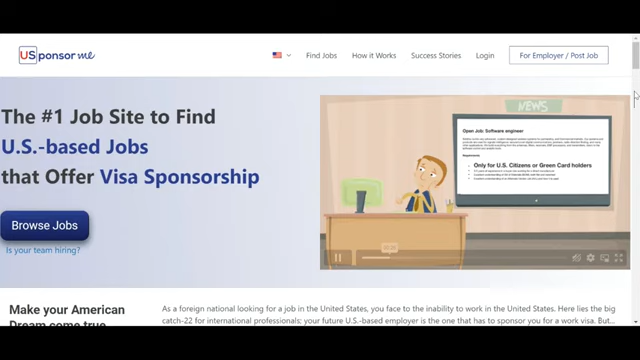 USponsor me
Find Jobs
How it Works
Success Stories
Login
For Employer / Post Job
The #1 Job Site to Find
U.S.-based Jobs
that Offer Visa Sponsorship
Browse Jobs
Is your team hiring?
NEWS
Open Job: Software engineer
Only for U.S. Citizens or Green Card holders
Make your American
Dream come true
As a foreign national looking for a job in the United States, you face to the inability to work in the United States. Here lies the big
catch-22 for international professionals: your future U.S.-based employer is the one that has to sponsor you for a work visa. But...